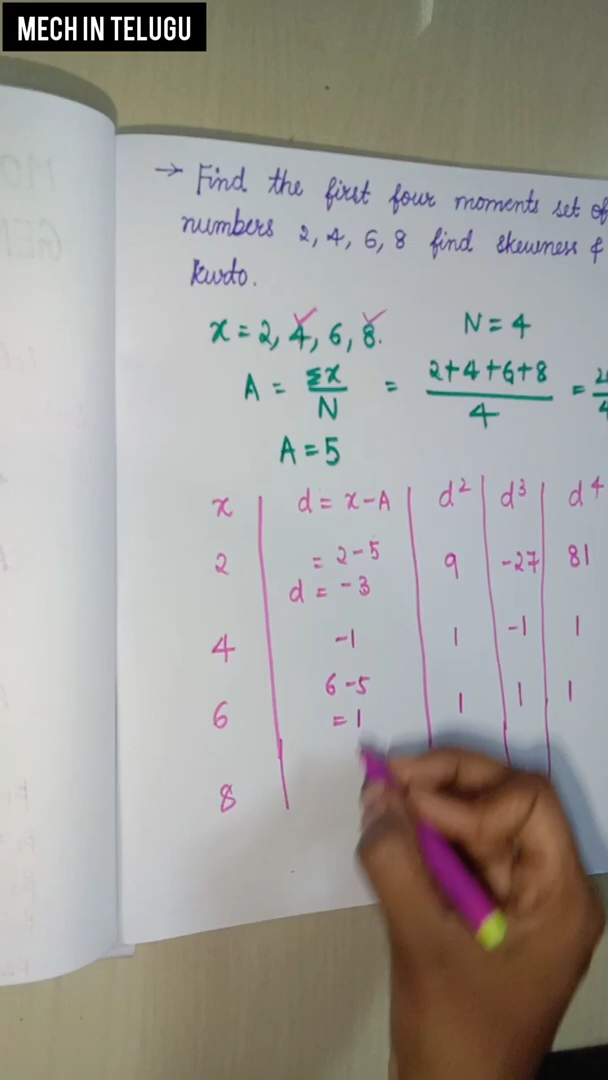 MECH IN TELUGU
→ Find the first four moments set of
numbers 2, 4, 6, 8 find skewness &
kurto.
x = 2, 4, 6, 8. N = 4
A = Σx/N = 2+4+6+8/4 =
A = 5
x d = x-A d² d³ d⁴
2 = 2-5 9 -27 81
d = -3
4 -1 1 -1 1
6-5
6 = 1 1 1 1
8